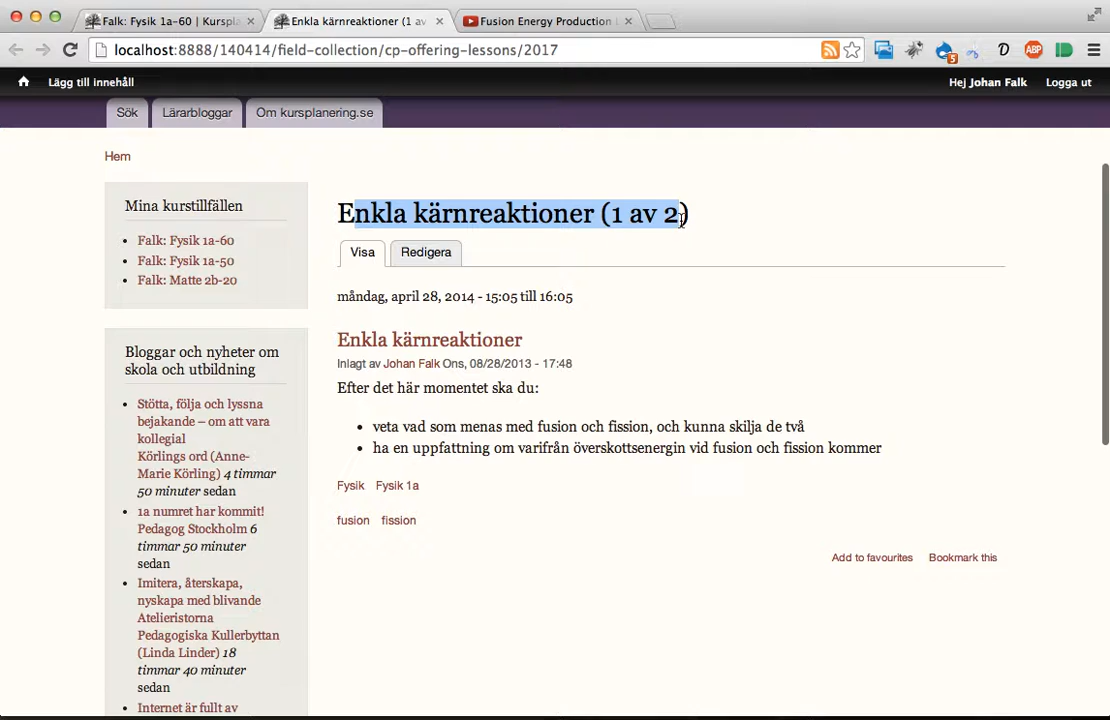 Falk: Fysik 1a-60 | Kurspla
Enkla kärnreaktioner (1 av
Fusion Energy Production
localhost:8888/140414/field-collection/cp-offering-lessons/2017
5
D
ABP
Lägg till innehåll
Hej Johan Falk
Logga ut
Sök
Lärarbloggar
Om kursplanering.se
Hem
Mina kurstillfällen
Falk: Fysik 1a-60
Falk: Fysik 1a-50
Falk: Matte 2b-20
Bloggar och nyheter om
skola och utbildning
Stötta, följa och lyssna
bejakande – om att vara
kollegial
Körlings ord (Anne-
Marie Körling) 4 timmar
50 minuter sedan
1a numret har kommit!
Pedagog Stockholm 6
timmar 50 minuter
sedan
Imitera, återskapa,
nyskapa med blivande
Atelieristorna
Pedagogiska Kullerbyttan
(Linda Linder) 18
timmar 40 minuter
sedan
Internet är fullt av
Enkla kärnreaktioner (1 av 2)
Visa
Redigera
måndag, april 28, 2014 - 15:05 till 16:05
Enkla kärnreaktioner
Inlagt av Johan Falk Ons, 08/28/2013 - 17:48
Efter det här momentet ska du:
• veta vad som menas med fusion och fission, och kunna skilja de två
• ha en uppfattning om varifrån överskottsenergin vid fusion och fission kommer
Fysik Fysik 1a
fusion fission
Add to favourites Bookmark this